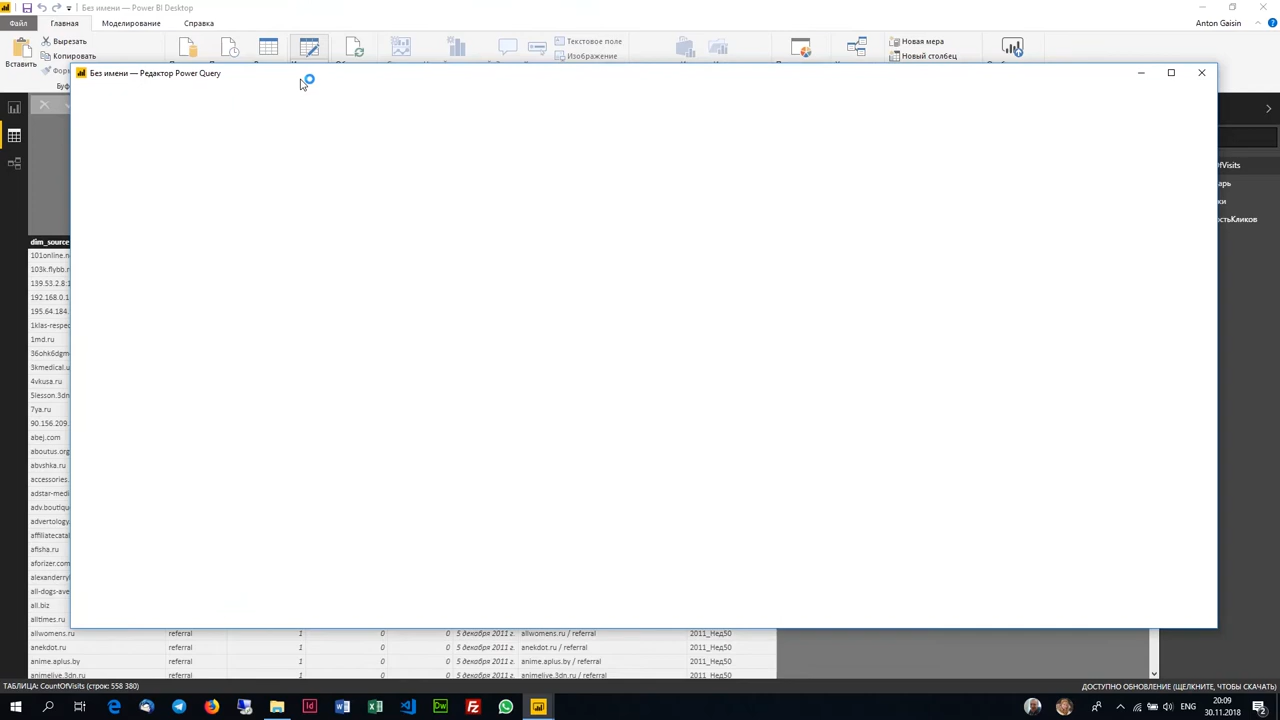 Без имени — Power BI Desktop
Файл
Главная
Моделирование
Справка
Anton Gaisin
Вставить
Вырезать
Копировать
Текстовое поле
Изображение
Новая мера
Новый столбец
Без имени — Редактор Power Query
dim_source
101online.n
103k.flybb.r
139.53.2.8:1
192.168.0.1
195.64.184.
1klas-respec
1md.ru
36ohk6dgm
3kmedical.u
4vkusa.ru
5lesson.3dn
7ya.ru
90.156.209.
abej.com
aboutus.org
abvshka.ru
accessories.
adstar-medi
adv.boutiqu
advertology.
affiliatecatal
afisha.ru
aforizer.com
alexanderryl
all-dogs-ave
all.biz
alltimes.ru
allwomens.ru referral 1 0 0 5 декабря 2011 г. allwomens.ru / referral 2011_Нед50
anekdot.ru referral 1 0 0 5 декабря 2011 г. anekdot.ru / referral 2011_Нед50
anime.aplus.by referral 1 0 0 5 декабря 2011 г. anime.aplus.by / referral 2011_Нед50
animelive.3dn.ru referral 1 0 0 5 декабря 2011 г. animelive.3dn.ru / referral 2011_Нед50
OfVisits
арь
ки
остьКликов
ТАБЛИЦА: CountOfVisits (строк: 558 380)
ДОСТУПНО ОБНОВЛЕНИЕ (ЩЕЛКНИТЕ, ЧТОБЫ СКАЧАТЬ)
ENG
20:09
30.11.2018